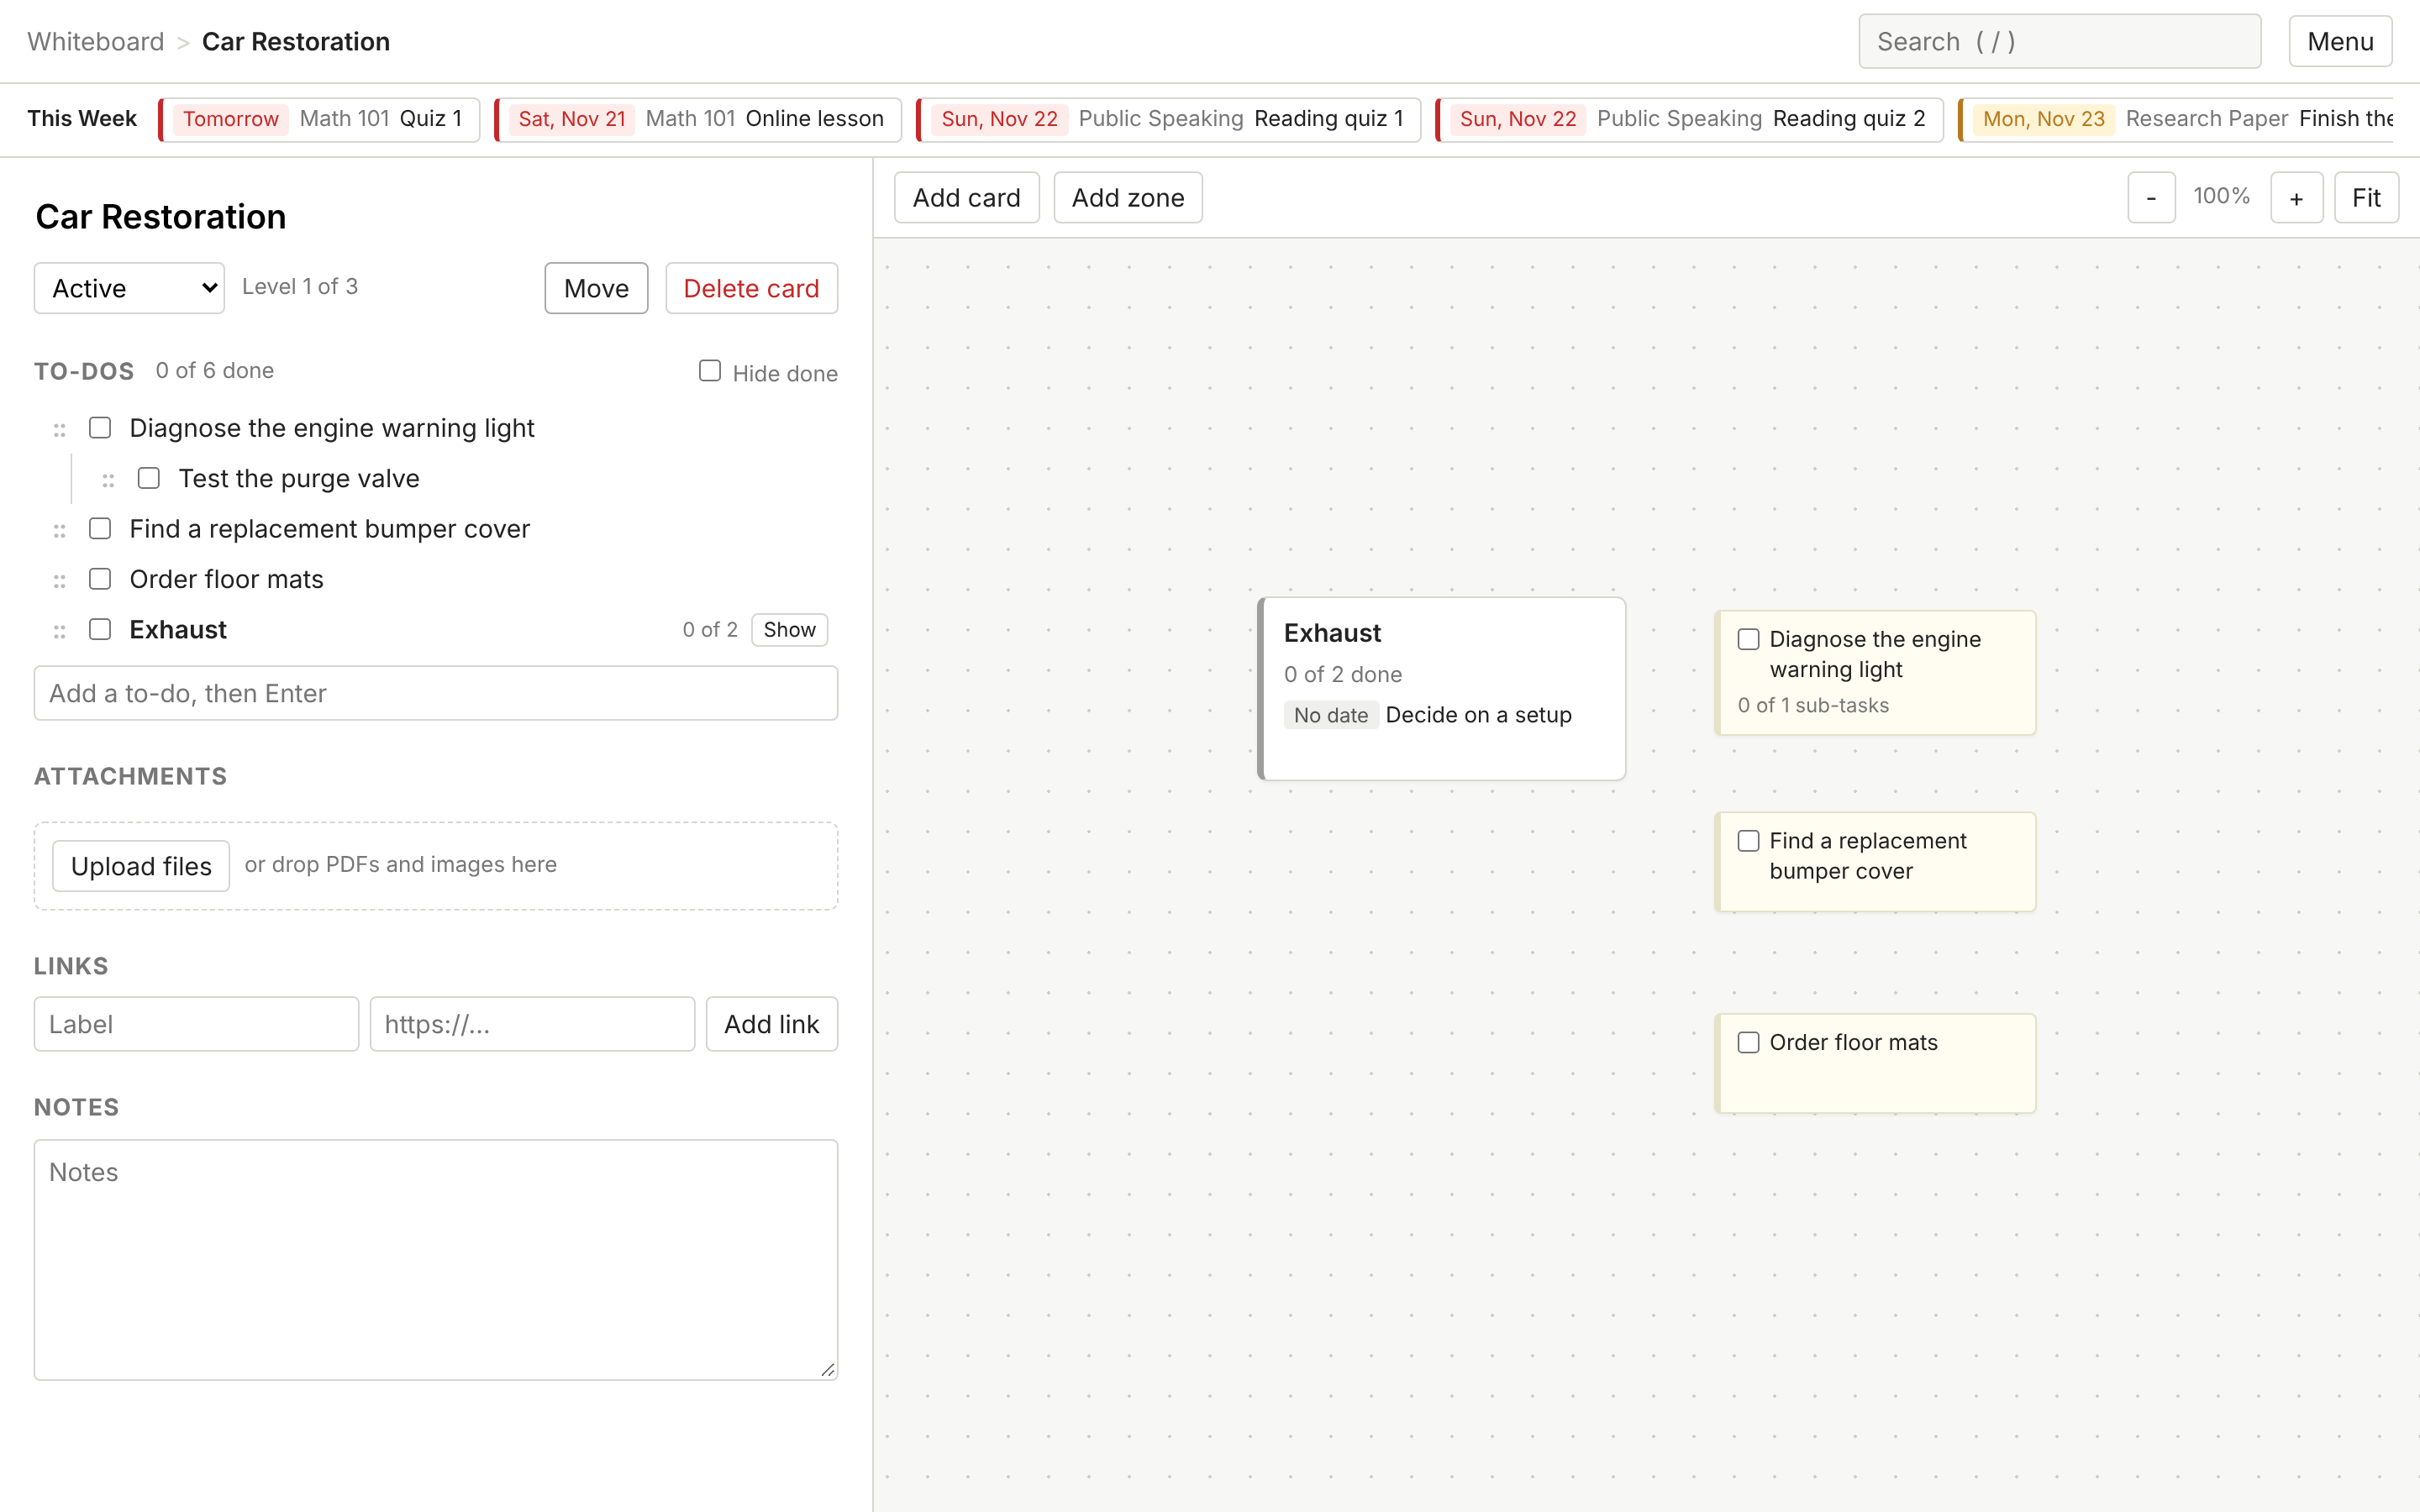 Whiteboard > Car Restoration
Search ( / )
Menu
This Week
Tomorrow Math 101 Quiz 1
Sat, Nov 21 Math 101 Online lesson
Sun, Nov 22 Public Speaking Reading quiz 1
Sun, Nov 22 Public Speaking Reading quiz 2
Mon, Nov 23 Research Paper Finish the
Car Restoration
Active
Level 1 of 3
Move
Delete card
TO-DOS 0 of 6 done
Hide done
Diagnose the engine warning light
Test the purge valve
Find a replacement bumper cover
Order floor mats
Exhaust 0 of 2 Show
Add a to-do, then Enter
ATTACHMENTS
Upload files or drop PDFs and images here
LINKS
Label
https://...
Add link
NOTES
Notes
Add card
Add zone
- 100% + Fit
Exhaust
0 of 2 done
No date Decide on a setup
Diagnose the engine
warning light
0 of 1 sub-tasks
Find a replacement
bumper cover
Order floor mats